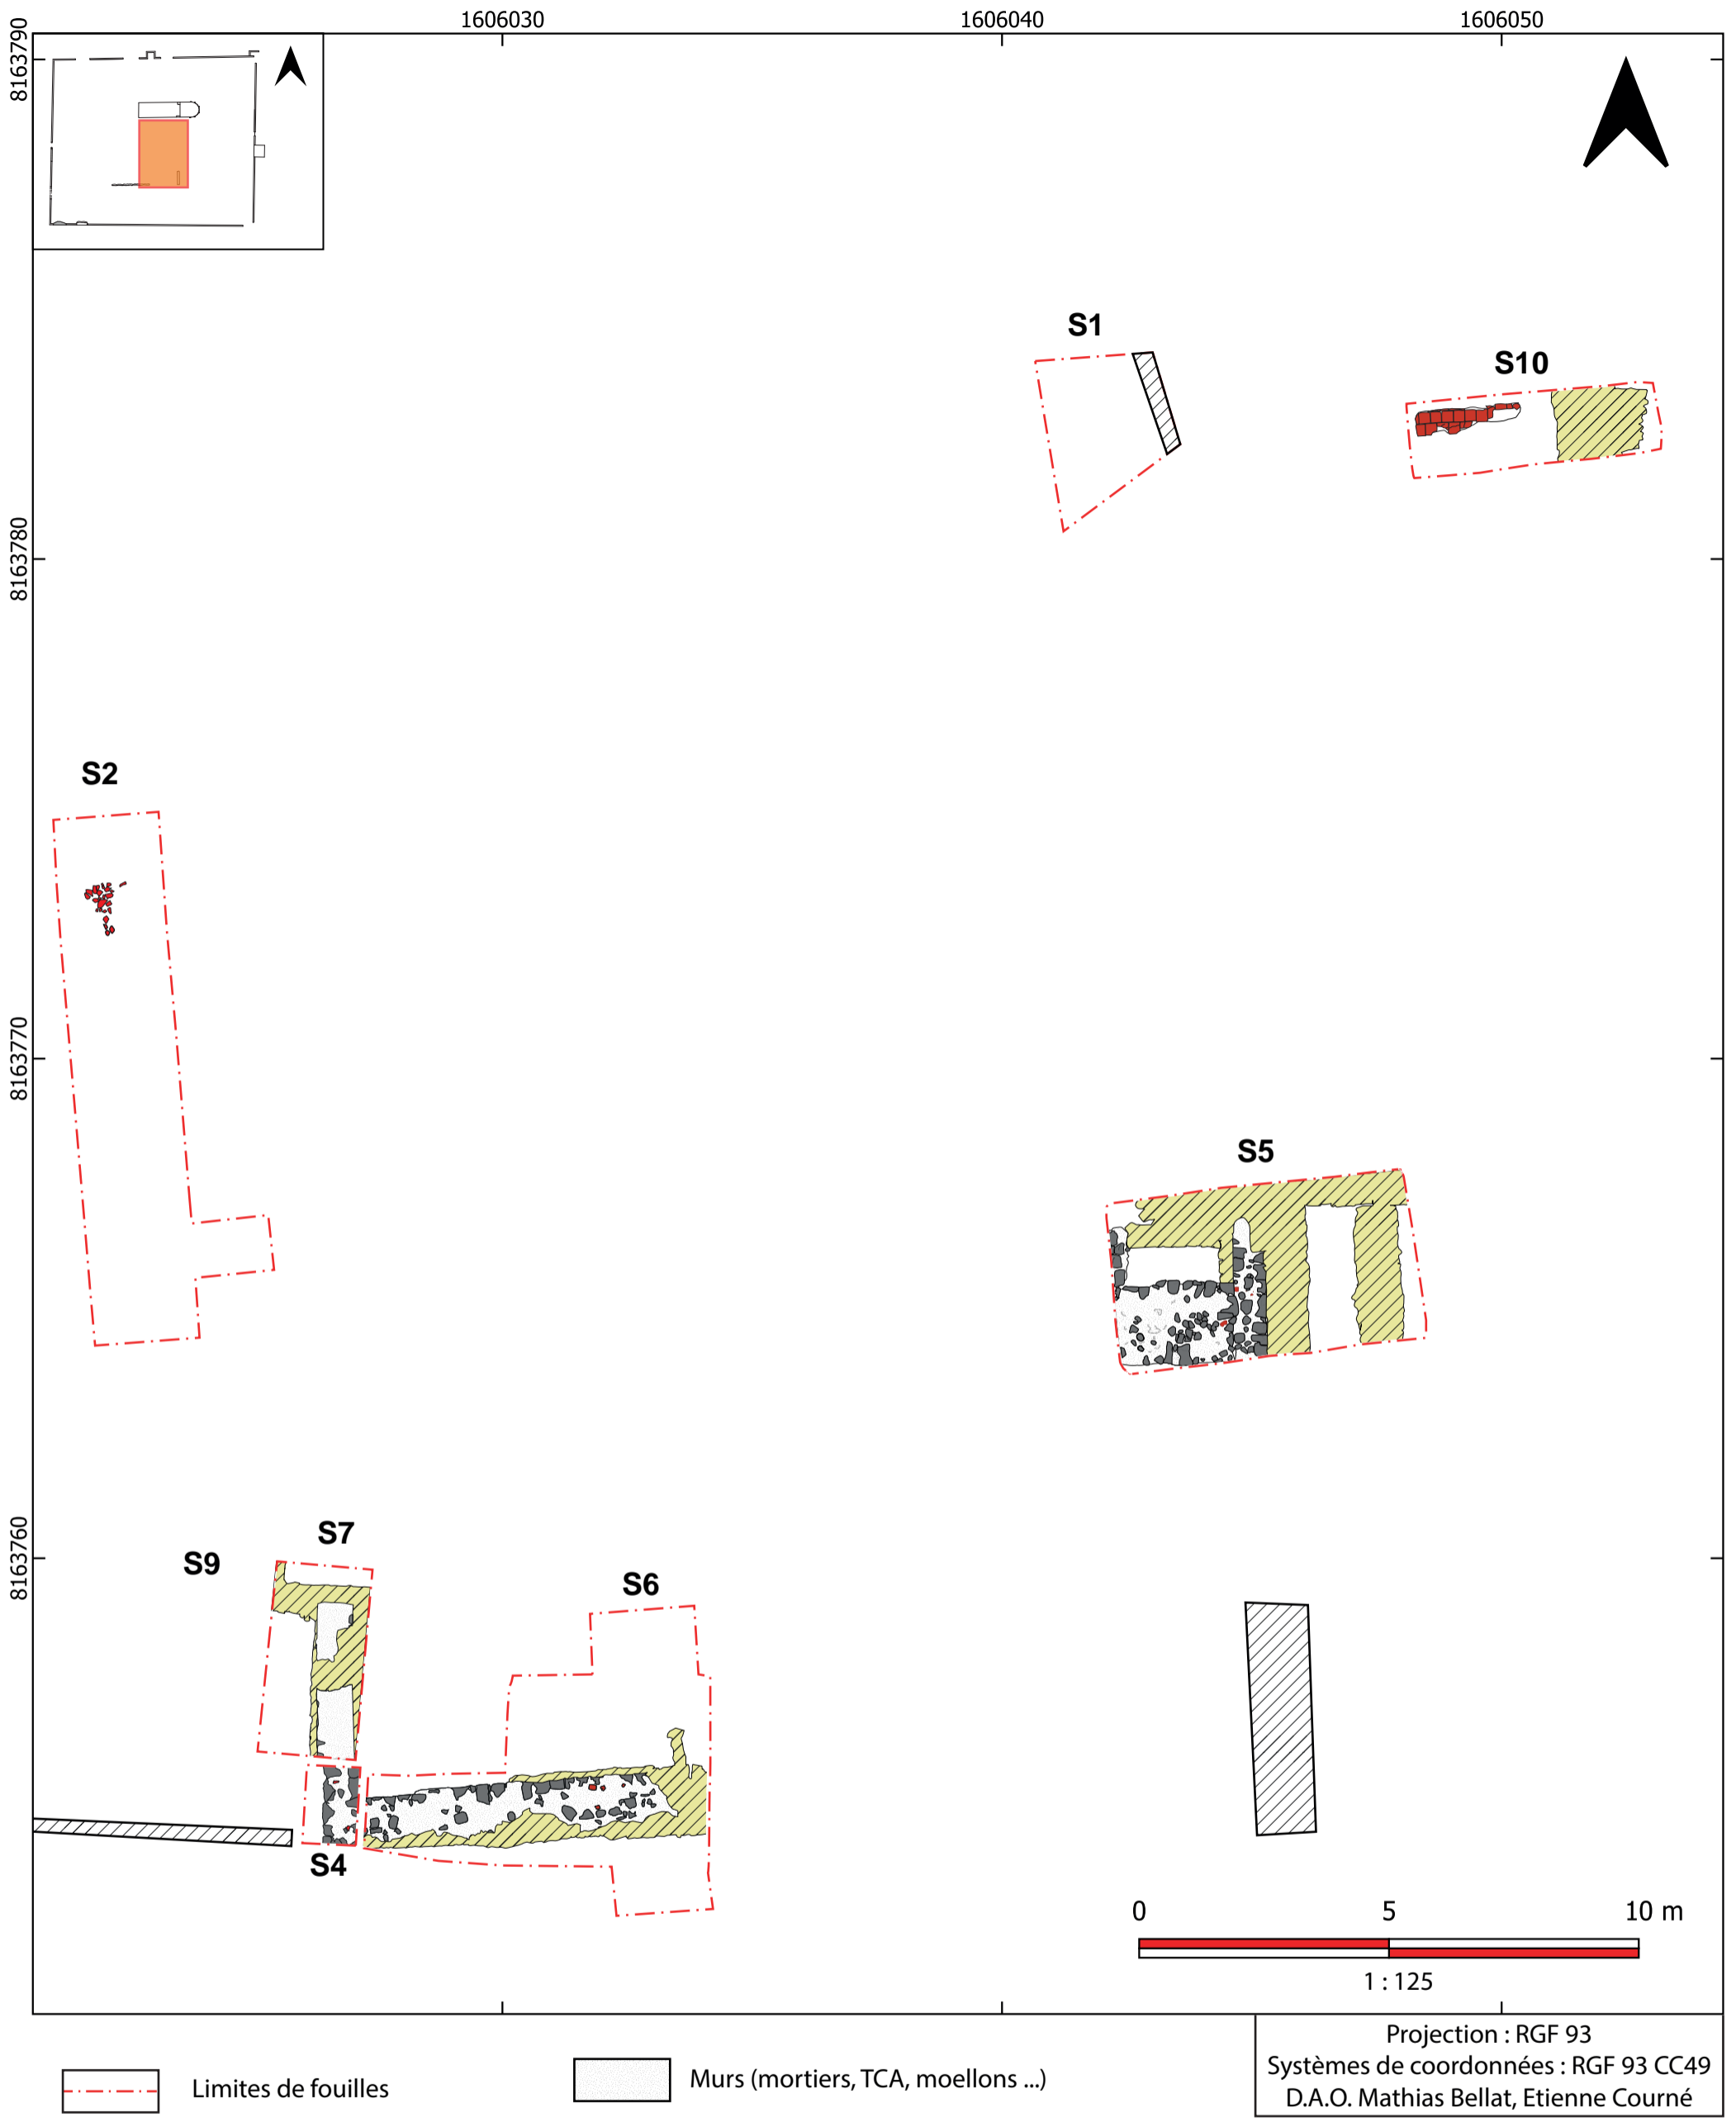 1606030 1606040 1606050
8163790
S1
S10
8163780
S2
8163770
S5
8163760
S7
S9
S6
S4
0 5 10 m
1 : 125
Limites de fouilles
Murs (mortiers, TCA, moellons ...)
Projection : RGF 93
Systèmes de coordonnées : RGF 93 CC49
D.A.O. Mathias Bellat, Etienne Courné